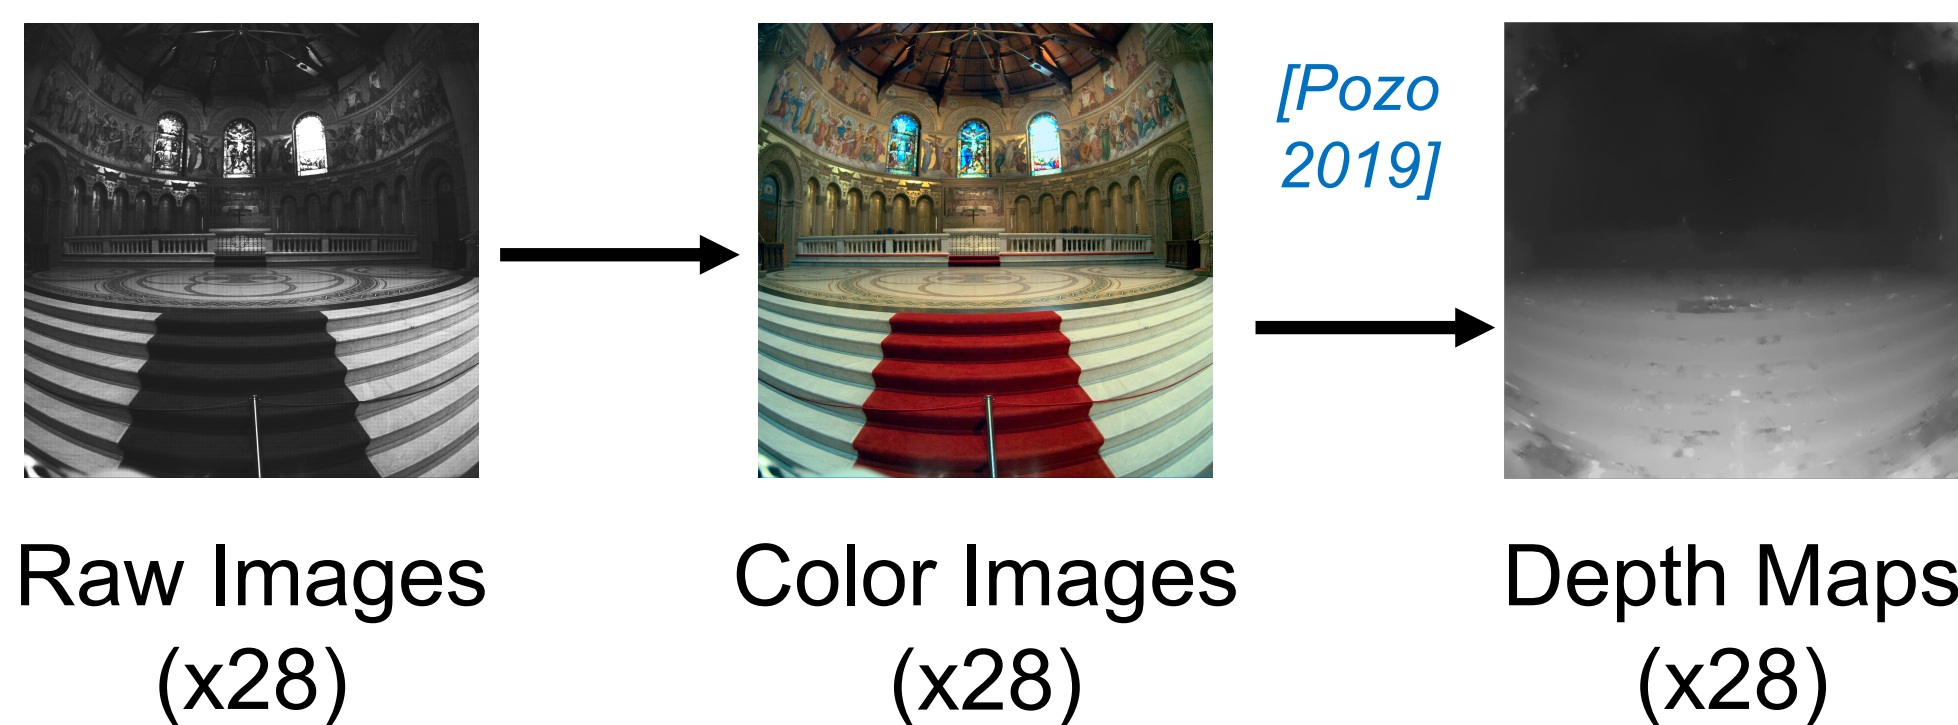 [Pozo
2019]
Raw Images
(x28)
Color Images
(x28)
Depth Maps
(x28)